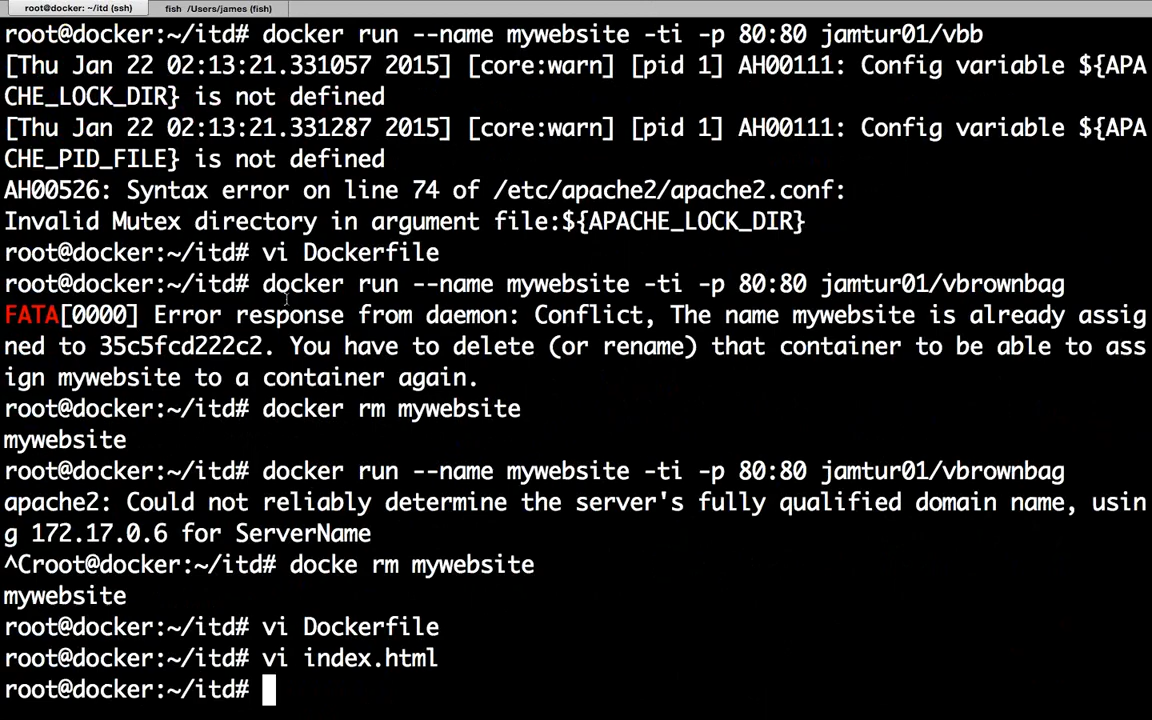 root@docker: ~/itd (ssh)
fish  /Users/james (fish)
root@docker:~/itd# docker run --name mywebsite -ti -p 80:80 jamtur01/vbb
[Thu Jan 22 02:13:21.331057 2015] [core:warn] [pid 1] AH00111: Config variable ${APA
CHE_LOCK_DIR} is not defined
[Thu Jan 22 02:13:21.331287 2015] [core:warn] [pid 1] AH00111: Config variable ${APA
CHE_PID_FILE} is not defined
AH00526: Syntax error on line 74 of /etc/apache2/apache2.conf:
Invalid Mutex directory in argument file:${APACHE_LOCK_DIR}
root@docker:~/itd# vi Dockerfile
root@docker:~/itd# docker run --name mywebsite -ti -p 80:80 jamtur01/vbrownbag
FATA[0000] Error response from daemon: Conflict, The name mywebsite is already assig
ned to 35c5fcd222c2. You have to delete (or rename) that container to be able to ass
ign mywebsite to a container again.
root@docker:~/itd# docker rm mywebsite
mywebsite
root@docker:~/itd# docker run --name mywebsite -ti -p 80:80 jamtur01/vbrownbag
apache2: Could not reliably determine the server's fully qualified domain name, usin
g 172.17.0.6 for ServerName
^Croot@docker:~/itd# docke rm mywebsite
mywebsite
root@docker:~/itd# vi Dockerfile
root@docker:~/itd# vi index.html
root@docker:~/itd#